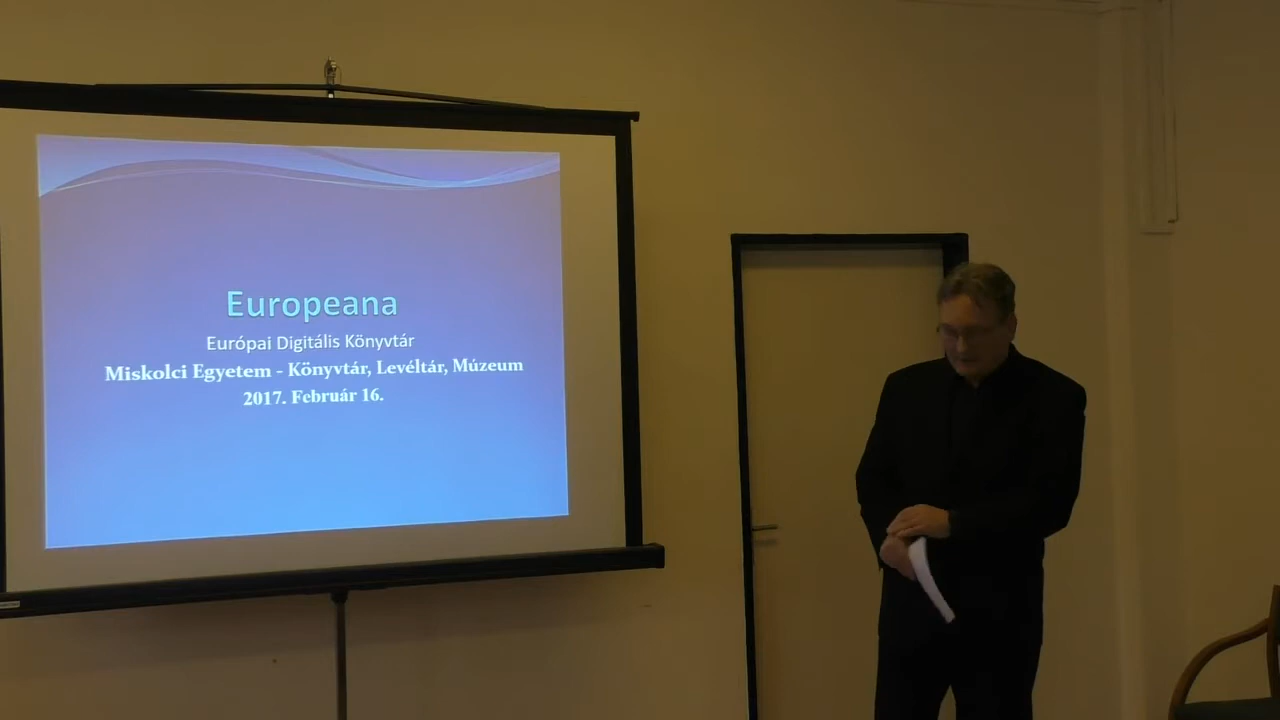 Europeana
Európai Digitális Könyvtár
Miskolci Egyetem - Könyvtár, Levéltár, Múzeum
2017. Február 16.